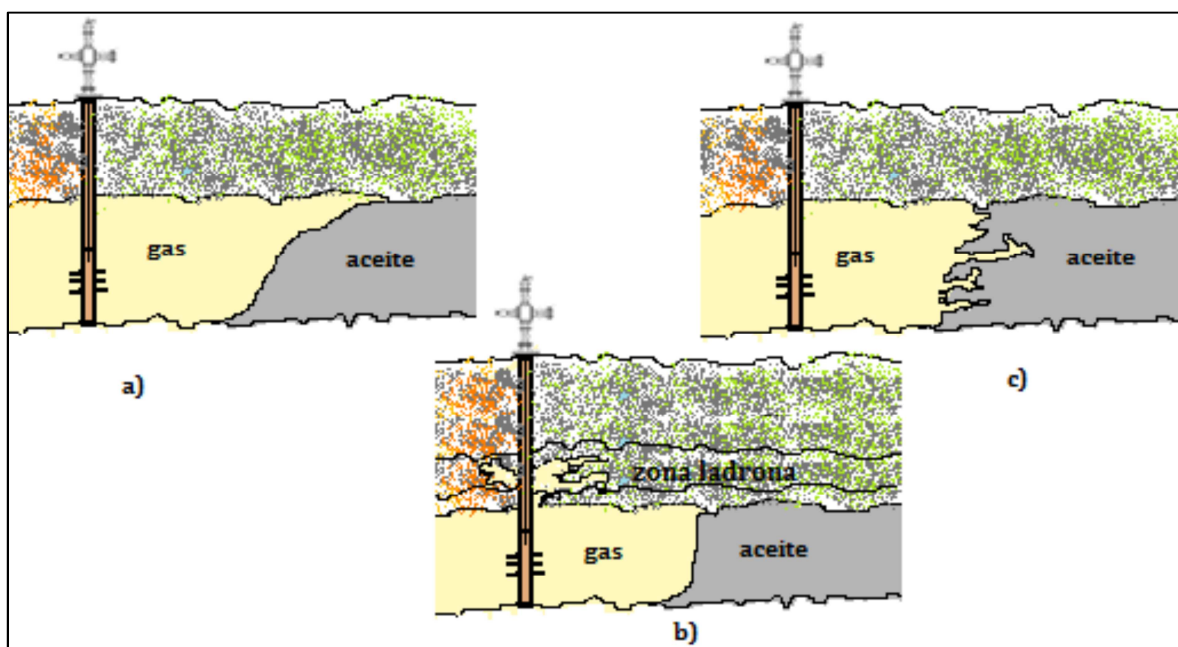 gas
aceite
a)
gas
aceite
c)
zona ladrona
gas
aceite
b)